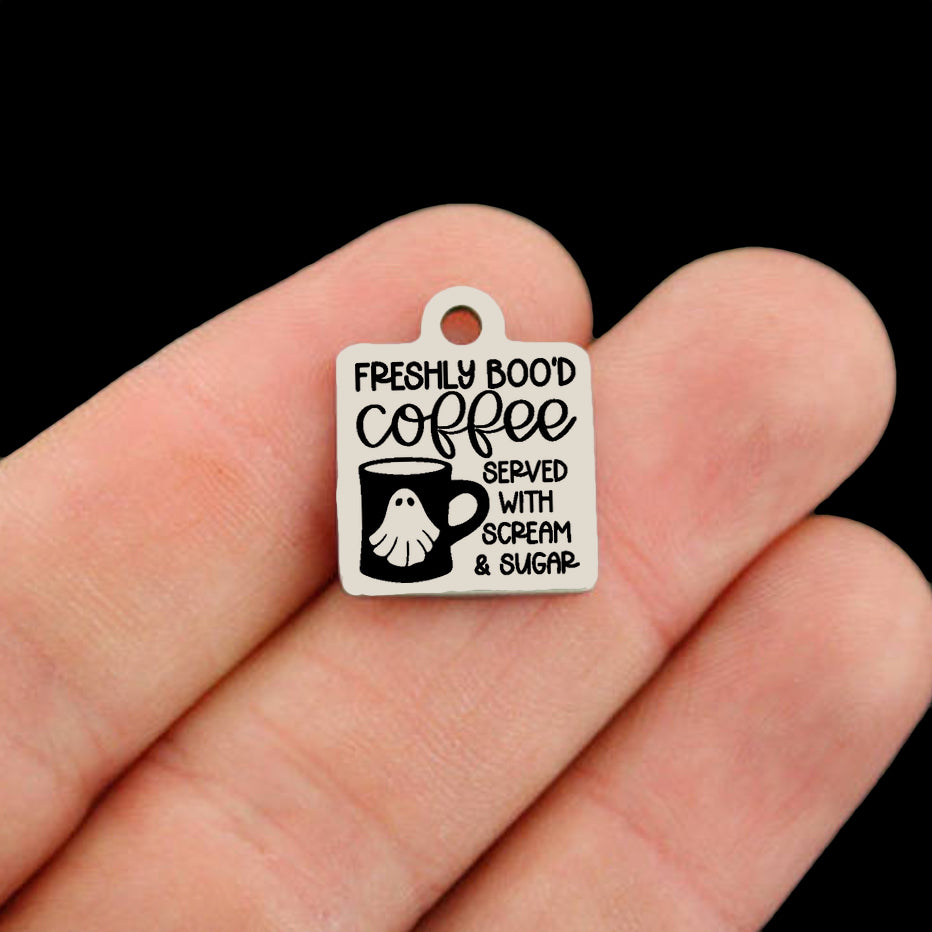 FRESHLY BOO'D
coffee
SERVED
WITH
SCREAM
& SUGAR